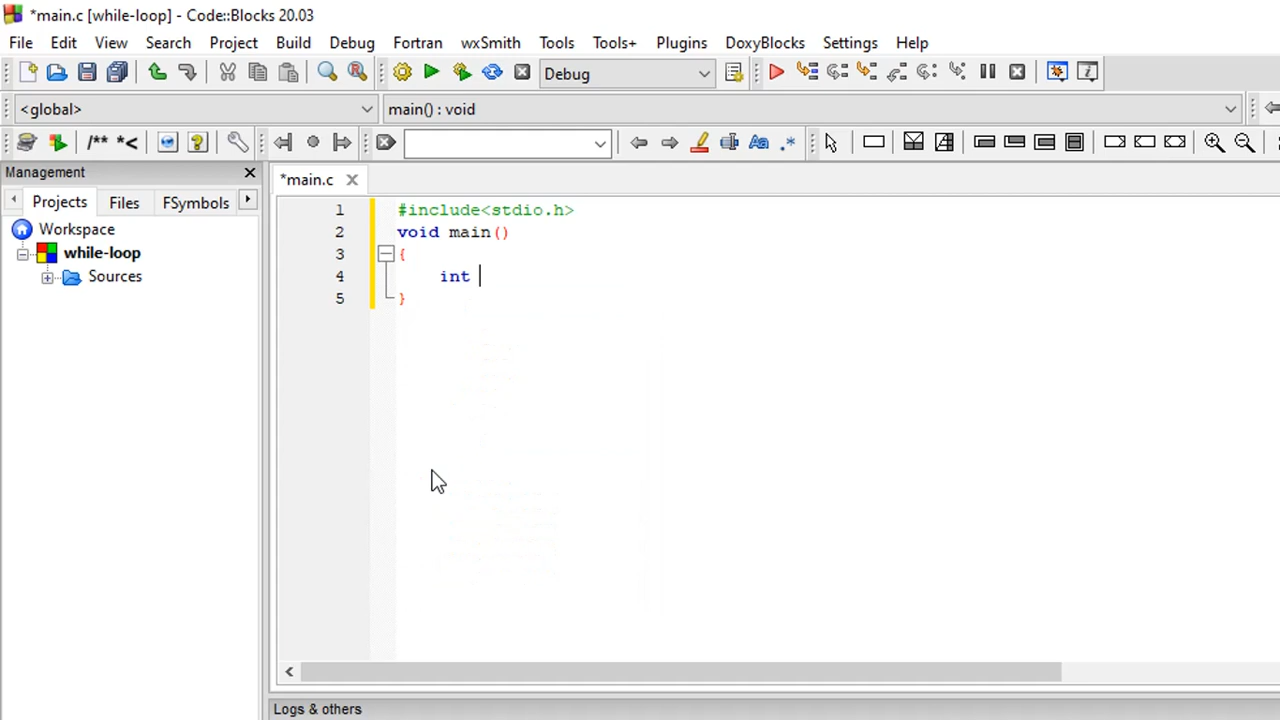 *main.c [while-loop] - Code::Blocks 20.03
File Edit View Search Project Build Debug Fortran wxSmith Tools Tools+ Plugins DoxyBlocks Settings Help
Debug
<global> main() : void
/** *<
Aa .*
Management
*main.c
Projects Files FSymbols
Workspace
while-loop
Sources
1 #include<stdio.h>
2 void main()
3 {
4 int
5 }
Logs & others